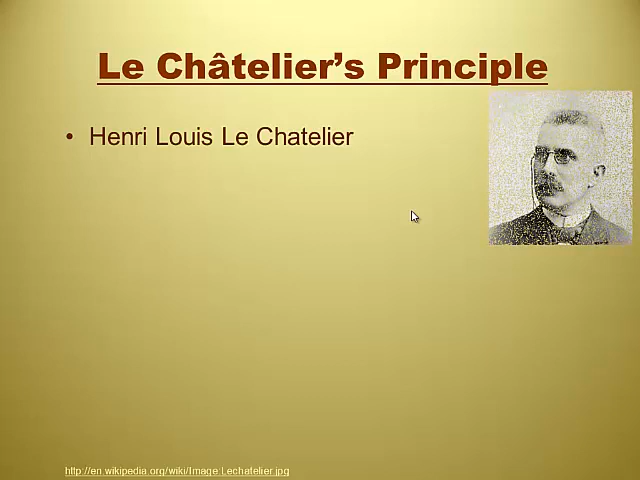 Le Châtelier’s Principle
• Henri Louis Le Chatelier
http://en.wikipedia.org/wiki/Image:Lechatelier.jpg